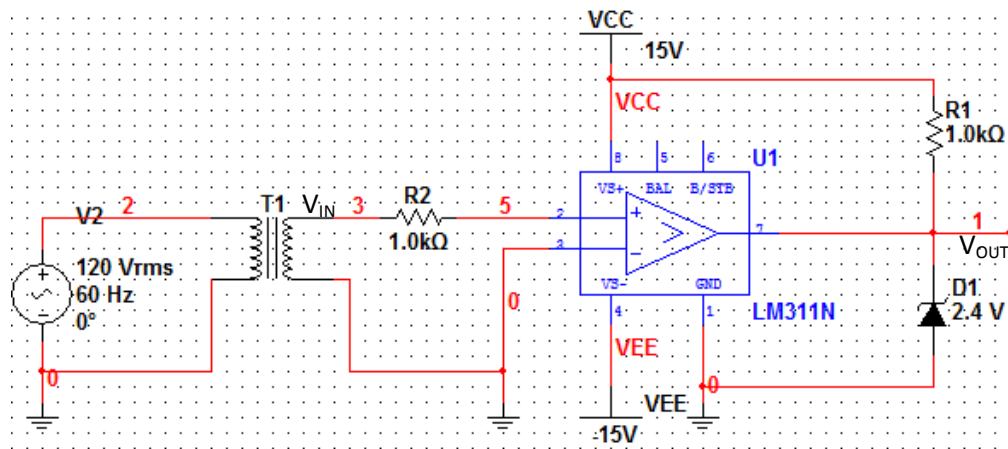 VCC
15V
VCC
R1
1.0kΩ
8
5
6
U1
VS+
BAL
B/STB
V2
2
T1
VIN
3
R2
1.0kΩ
5
2
+
7
1
VOUT
120 Vrms
60 Hz
0°
3
0
VS-
GND
D1
2.4 V
LM311N
4
1
VEE
0
0
VEE
-15V